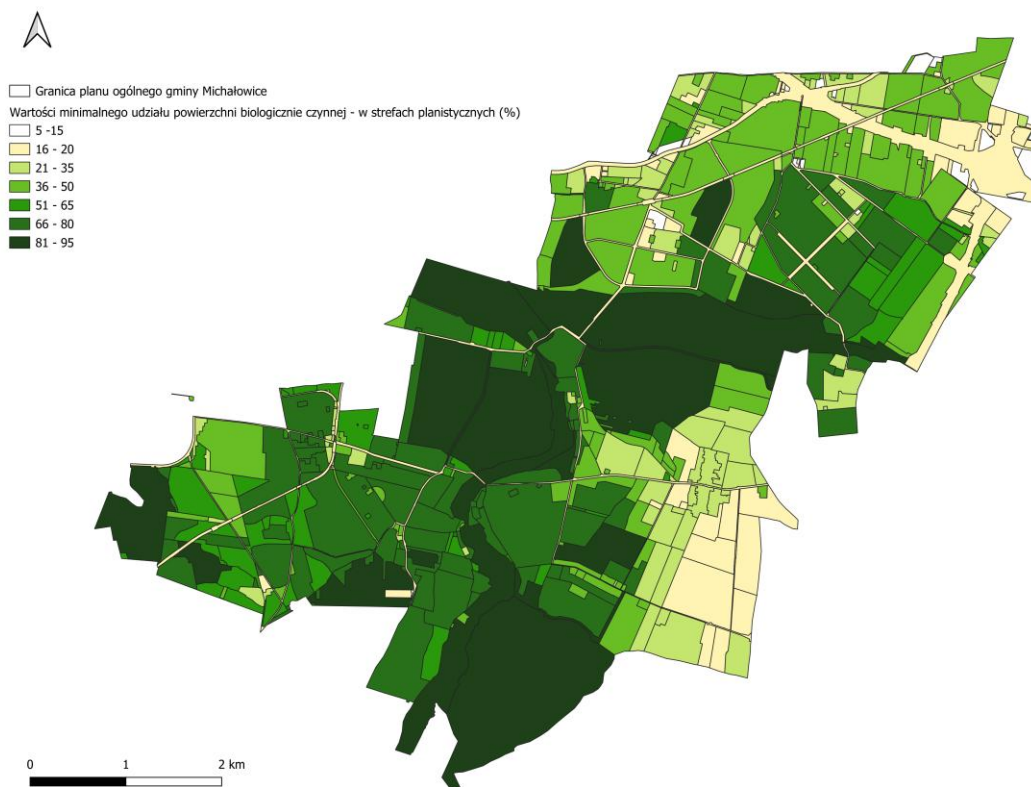 Granica planu ogólnego gminy Michałowice
Wartości minimalnego udziału powierzchni biologicznie czynnej - w strefach planistycznych (%)
5 -15
16 - 20
21 - 35
36 - 50
51 - 65
66 - 80
81 - 95
0 1 2 km